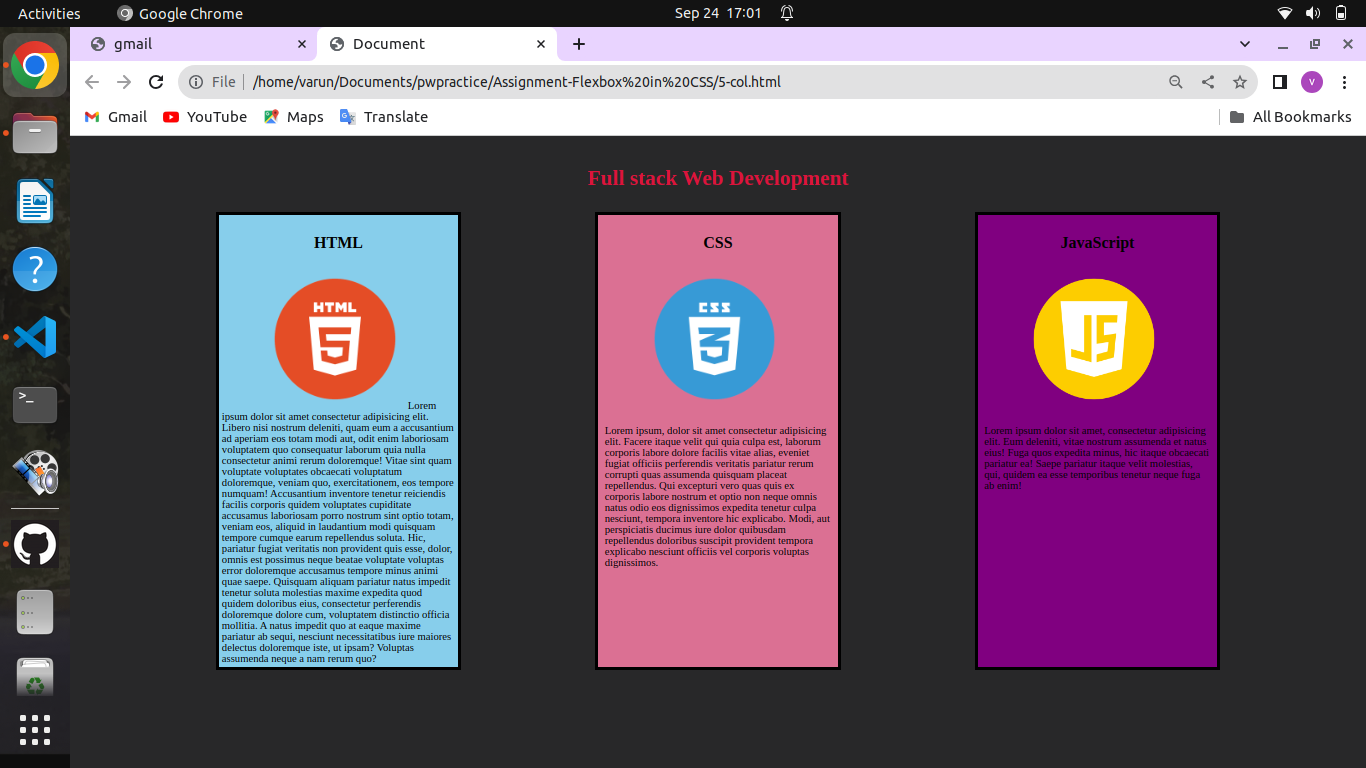 Activities Google Chrome Sep 24 17:01
gmail Document
File /home/varun/Documents/pwpractice/Assignment-Flexbox%20in%20CSS/5-col.html V
Gmail YouTube Maps Translate All Bookmarks
Full stack Web Development
HTML
HTML
5
Lorem
ipsum dolor sit amet consectetur adipisicing elit.
Libero nisi nostrum deleniti, quam eum a accusantium
ad aperiam eos totam modi aut, odit enim laboriosam
voluptatem quo consequatur laborum quia nulla
consectetur animi rerum doloremque! Vitae sint quam
voluptate voluptates obcaecati voluptatum
doloremque, veniam quo, exercitationem, eos tempore
numquam! Accusantium inventore tenetur reiciendis
facilis corporis quidem voluptates cupiditate
accusamus laboriosam porro nostrum sint optio totam,
veniam eos, aliquid in laudantium modi quisquam
tempore cumque earum repellendus soluta. Hic,
pariatur fugiat veritatis non provident quis esse, dolor,
omnis est possimus neque beatae voluptate voluptas
error doloremque accusamus tempore minus animi
quae saepe. Quisquam aliquam pariatur natus impedit
tenetur soluta molestias maxime expedita quod
quidem doloribus eius, consectetur perferendis
doloremque dolore cum, voluptatem distinctio officia
mollitia. A natus impedit quo at eaque maxime
pariatur ab sequi, nesciunt necessitatibus iure maiores
delectus doloremque iste, ut ipsam? Voluptas
assumenda neque a nam rerum quo?
CSS
CSS
3
Lorem ipsum, dolor sit amet consectetur adipisicing
elit. Facere itaque velit qui quia culpa est, laborum
corporis labore dolore facilis vitae alias, eveniet
fugiat officiis perferendis veritatis pariatur rerum
corrupti quas assumenda quisquam placeat
repellendus. Qui excepturi vero quas quis ex
corporis labore nostrum et optio non neque omnis
natus odio eos dignissimos expedita tenetur culpa
nesciunt, tempora inventore hic explicabo. Modi, aut
perspiciatis ducimus iure dolor quibusdam
repellendus doloribus suscipit provident tempora
explicabo nesciunt officiis vel corporis voluptas
dignissimos.
JavaScript
JS
Lorem ipsum dolor sit amet, consectetur adipisicing
elit. Eum deleniti, vitae nostrum assumenda et natus
eius! Fuga quos expedita minus, hic itaque obcaecati
pariatur ea! Saepe pariatur itaque velit molestias,
qui, quidem ea esse temporibus tenetur neque fuga
ab enim!